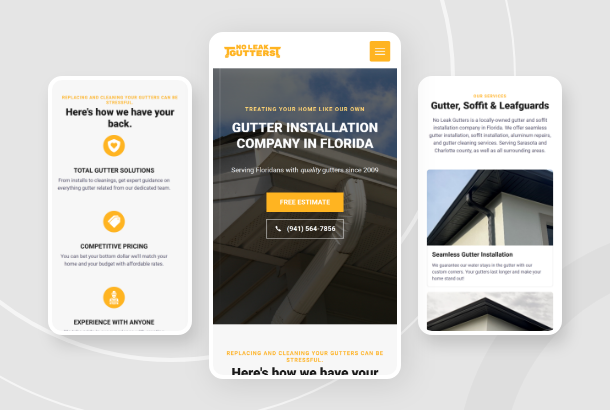 REPLACING AND CLEANING YOUR GUTTERS CAN BE
STRESSFUL.
Here's how we have your
back.
TOTAL GUTTER SOLUTIONS
From installs to cleanings, get expert guidance on
everything gutter related from our dedicated team.
COMPETITIVE PRICING
You can bet your bottom dollar we'll match your
home and your budget with affordable rates.
EXPERIENCE WITH ANYONE
NO LEAK
GUTTERS
TREATING YOUR HOME LIKE OUR OWN
GUTTER INSTALLATION
COMPANY IN FLORIDA
Serving Floridians with quality gutters since 2009
FREE ESTIMATE
(941) 564-7856
REPLACING AND CLEANING YOUR GUTTERS CAN BE
STRESSFUL.
Here's how we have your
OUR SERVICES
Gutter, Soffit & Leafguards
No Leak Gutters is a locally-owned gutter and soffit
installation company in Florida. We offer seamless
gutter installation, soffit installation, aluminum repairs,
and gutter cleaning services. Serving Sarasota and
Charlotte county, as well as all surrounding areas.
Seamless Gutter Installation
We guarantee our water stays in the gutter with our
custom corners. Your gutters last longer and make your
home stand out!